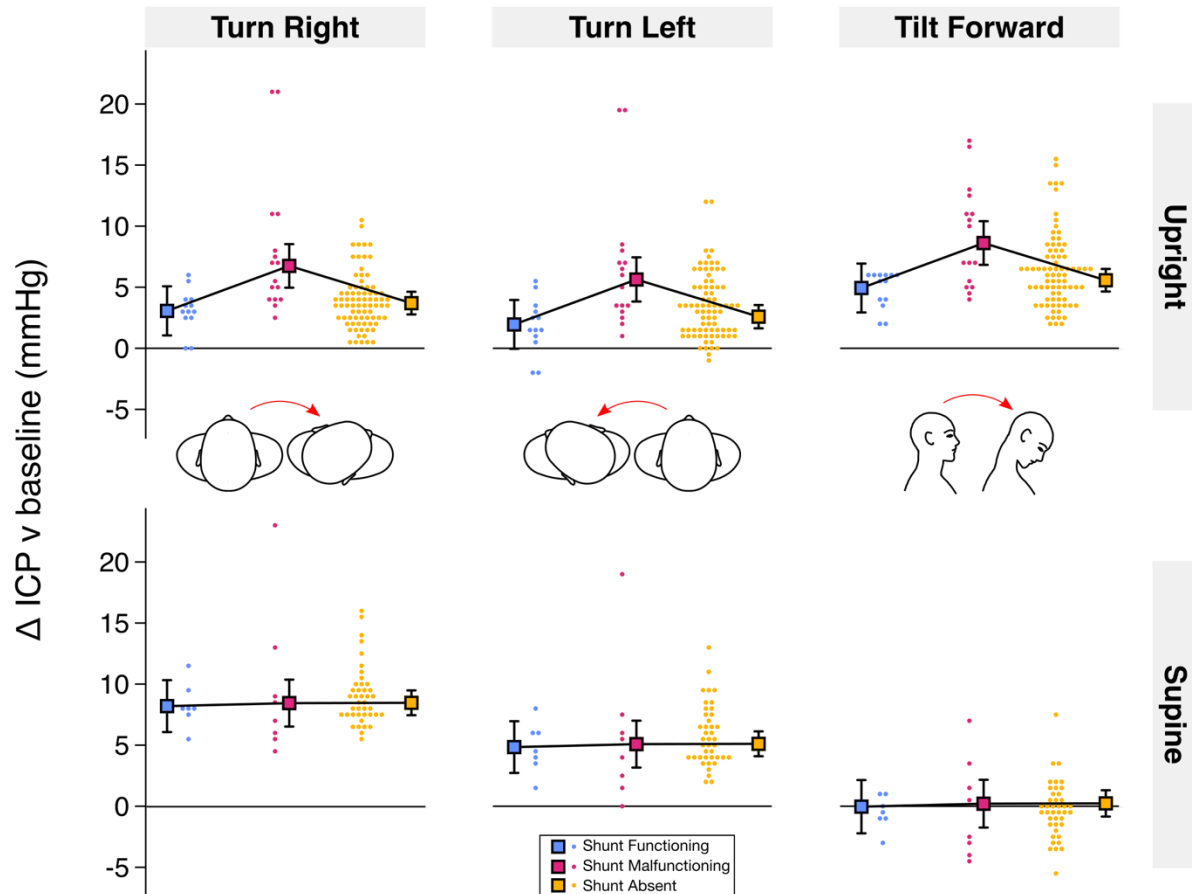 Turn Right
Turn Left
Tilt Forward
Δ ICP v baseline (mmHg)
20
15
10
5
0
-5
Upright
20
15
10
5
0
-5
Supine
Shunt Functioning
Shunt Malfunctioning
Shunt Absent